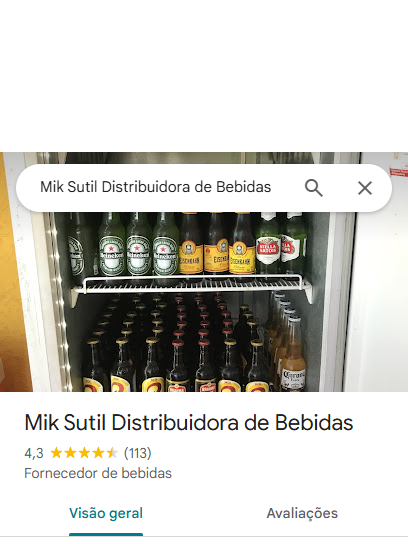 Mik Sutil Distribuidora de Bebidas
Heineken Heineken Heineken EISENBAHN EISENBAHN STELLA ARTOIS
Corona
Mik Sutil Distribuidora de Bebidas
4,3 (113)
Fornecedor de bebidas
Visão geral Avaliações